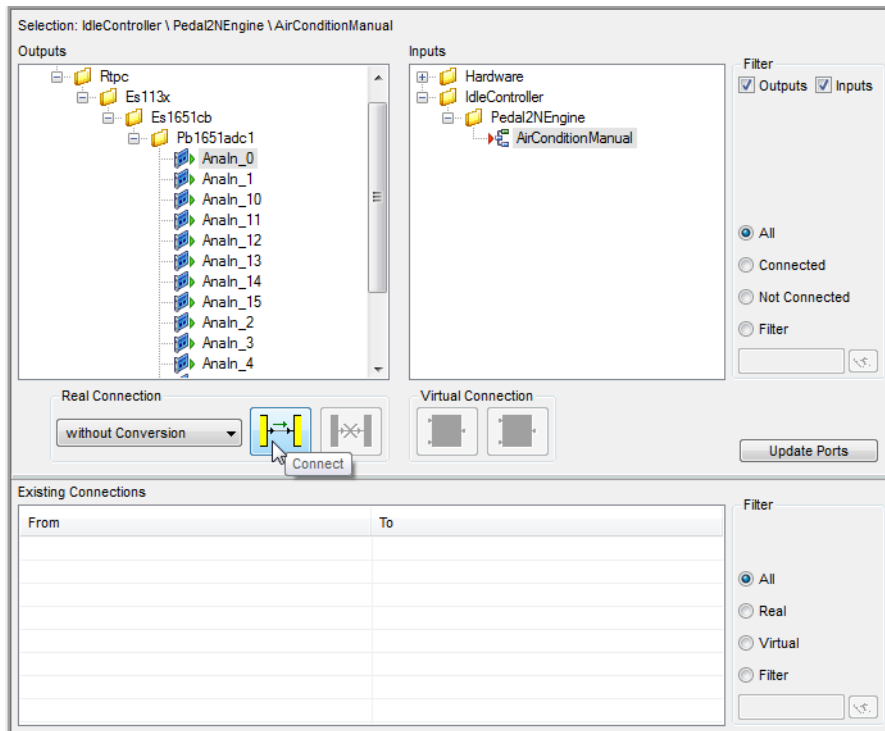 Selection: IdleController \ Pedal2NEngine \ AirConditionManual
Outputs
Rtpc
Es113x
Es1651cb
Pb1651adc1
AnaIn_0
AnaIn_1
AnaIn_10
AnaIn_11
AnaIn_12
AnaIn_13
AnaIn_14
AnaIn_15
AnaIn_2
AnaIn_3
AnaIn_4
Inputs
Hardware
IdleController
Pedal2NEngine
AirConditionManual
Filter
Outputs Inputs
All
Connected
Not Connected
Filter
Real Connection
without Conversion
Connect
Virtual Connection
Update Ports
Existing Connections
From To
Filter
All
Real
Virtual
Filter